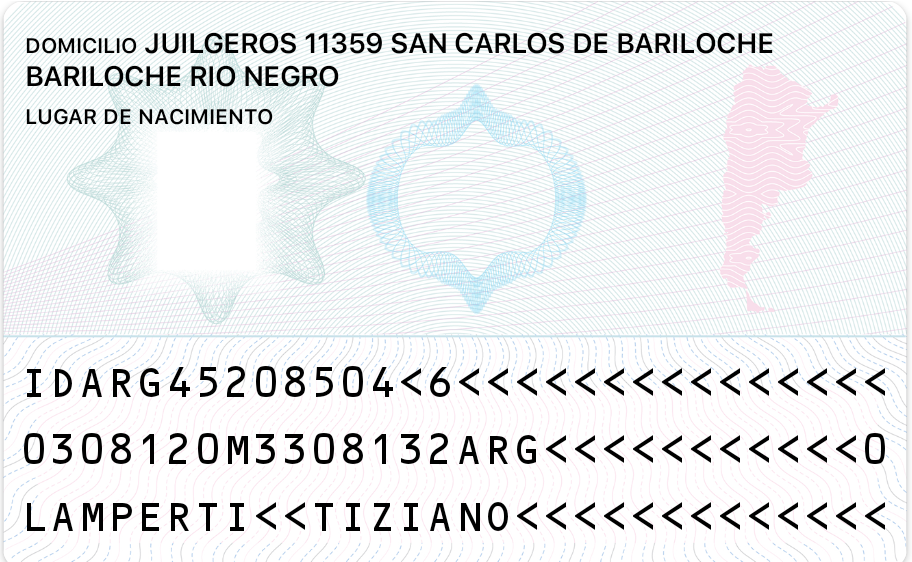 DOMICILIO JUILGEROS 11359 SAN CARLOS DE BARILOCHE
BARILOCHE RIO NEGRO
LUGAR DE NACIMIENTO
IDARG45208504<6<<<<<<<<<<<<<<<
0308120M3308132ARG<<<<<<<<<<<0
LAMPERTI<<TIZIANO<<<<<<<<<<<<<